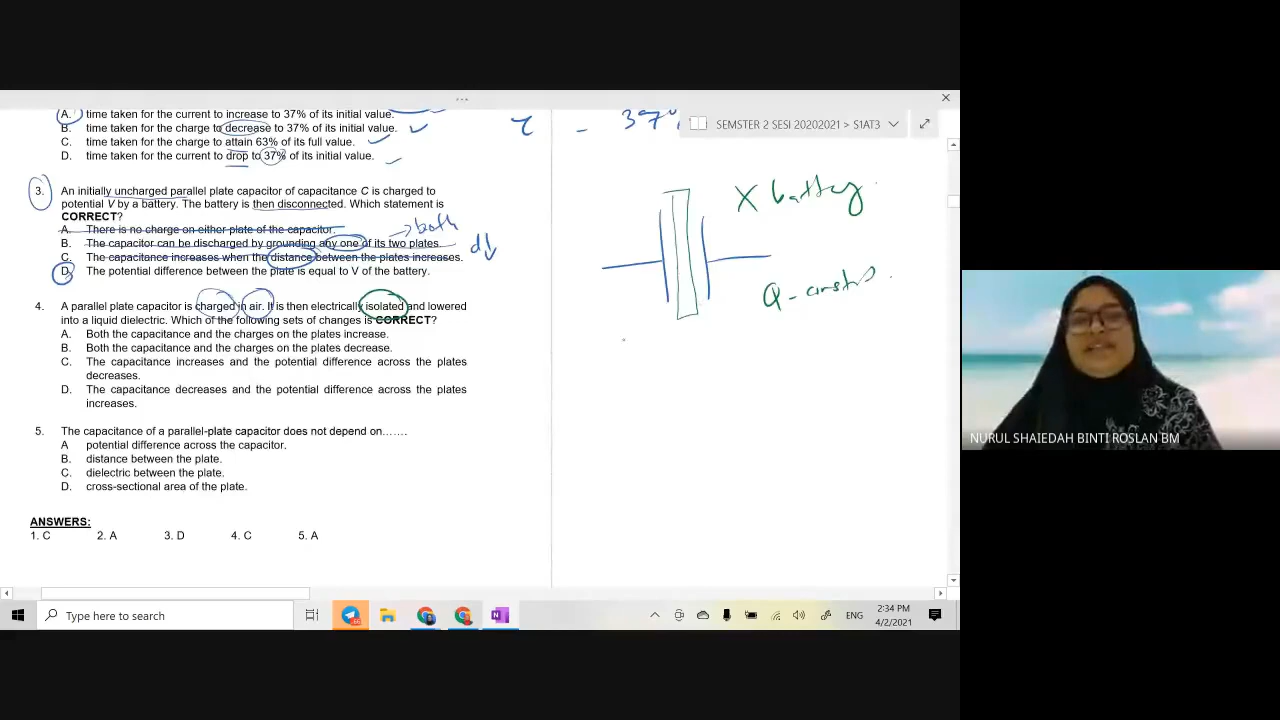 A. time taken for the current to increase to 37% of its initial value.
B. time taken for the charge to decrease to 37% of its initial value.
C. time taken for the charge to attain 63% of its full value.
D. time taken for the current to drop to 37% of its initial value.
τ - 37%
SEMSTER 2 SESI 20202021 > S1AT3
3. An initially uncharged parallel plate capacitor of capacitance C is charged to
potential V by a battery. The battery is then disconnected. Which statement is
CORRECT?
A. There is no charge on either plate of the capacitor.
→ both
B. The capacitor can be discharged by grounding any one of its two plates.
C. The capacitance increases when the distance between the plates increases.
d↓
D. The potential difference between the plate is equal to V of the battery.
X battery
Q - const
4. A parallel plate capacitor is charged in air. It is then electrically isolated and lowered
into a liquid dielectric. Which of the following sets of changes is CORRECT?
A. Both the capacitance and the charges on the plates increase.
B. Both the capacitance and the charges on the plates decrease.
C. The capacitance increases and the potential difference across the plates
decreases.
D. The capacitance decreases and the potential difference across the plates
increases.
5. The capacitance of a parallel-plate capacitor does not depend on…….
A potential difference across the capacitor.
B. distance between the plate.
C. dielectric between the plate.
D. cross-sectional area of the plate.
ANSWERS:
1. C 2. A 3. D 4. C 5. A
NURUL SHAIEDAH BINTI ROSLAN BM
Type here to search
ENG
2:34 PM
4/2/2021